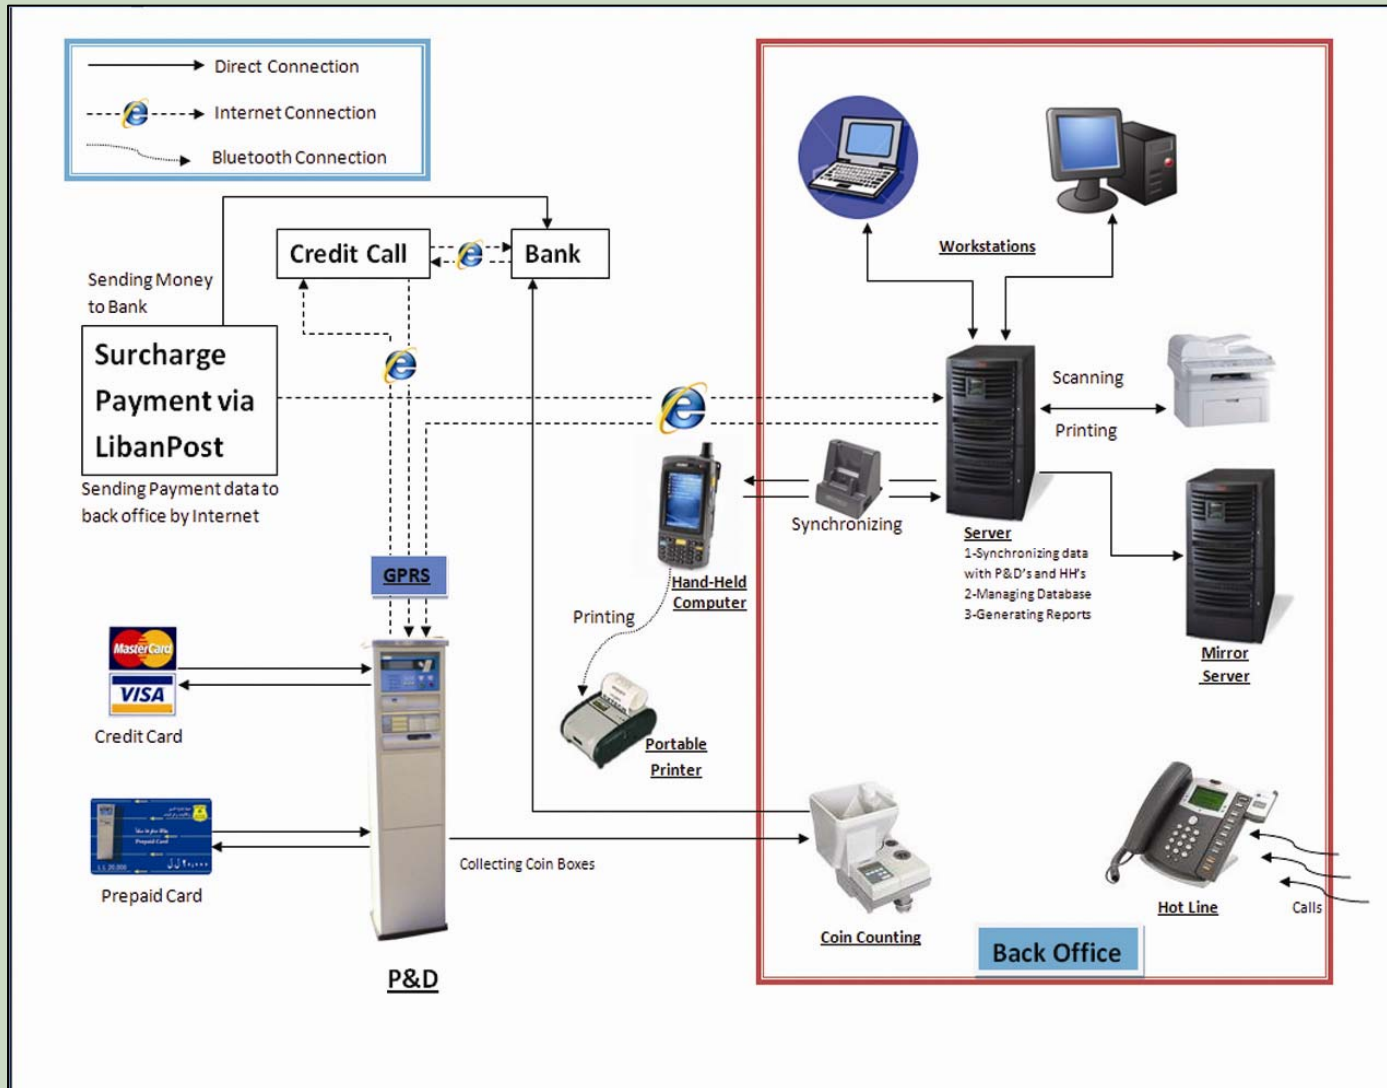 Direct Connection
Internet Connection
Bluetooth Connection
Workstations
Credit Call
Bank
Sending Money
to Bank
Surcharge
Payment via
LibanPost
Sending Payment data to
back office by Internet
Scanning
Printing
Synchronizing
Server
1-Synchronizing data
with P&D's and HH's
2-Managing Database
3-Generating Reports
Mirror
Server
GPRS
Hand-Held
Computer
Printing
MasterCard
VISA
Credit Card
Portable
Printer
Prepaid Card
Prepaid Card
Collecting Coin Boxes
Coin Counting
Hot Line
Calls
Back Office
P&D